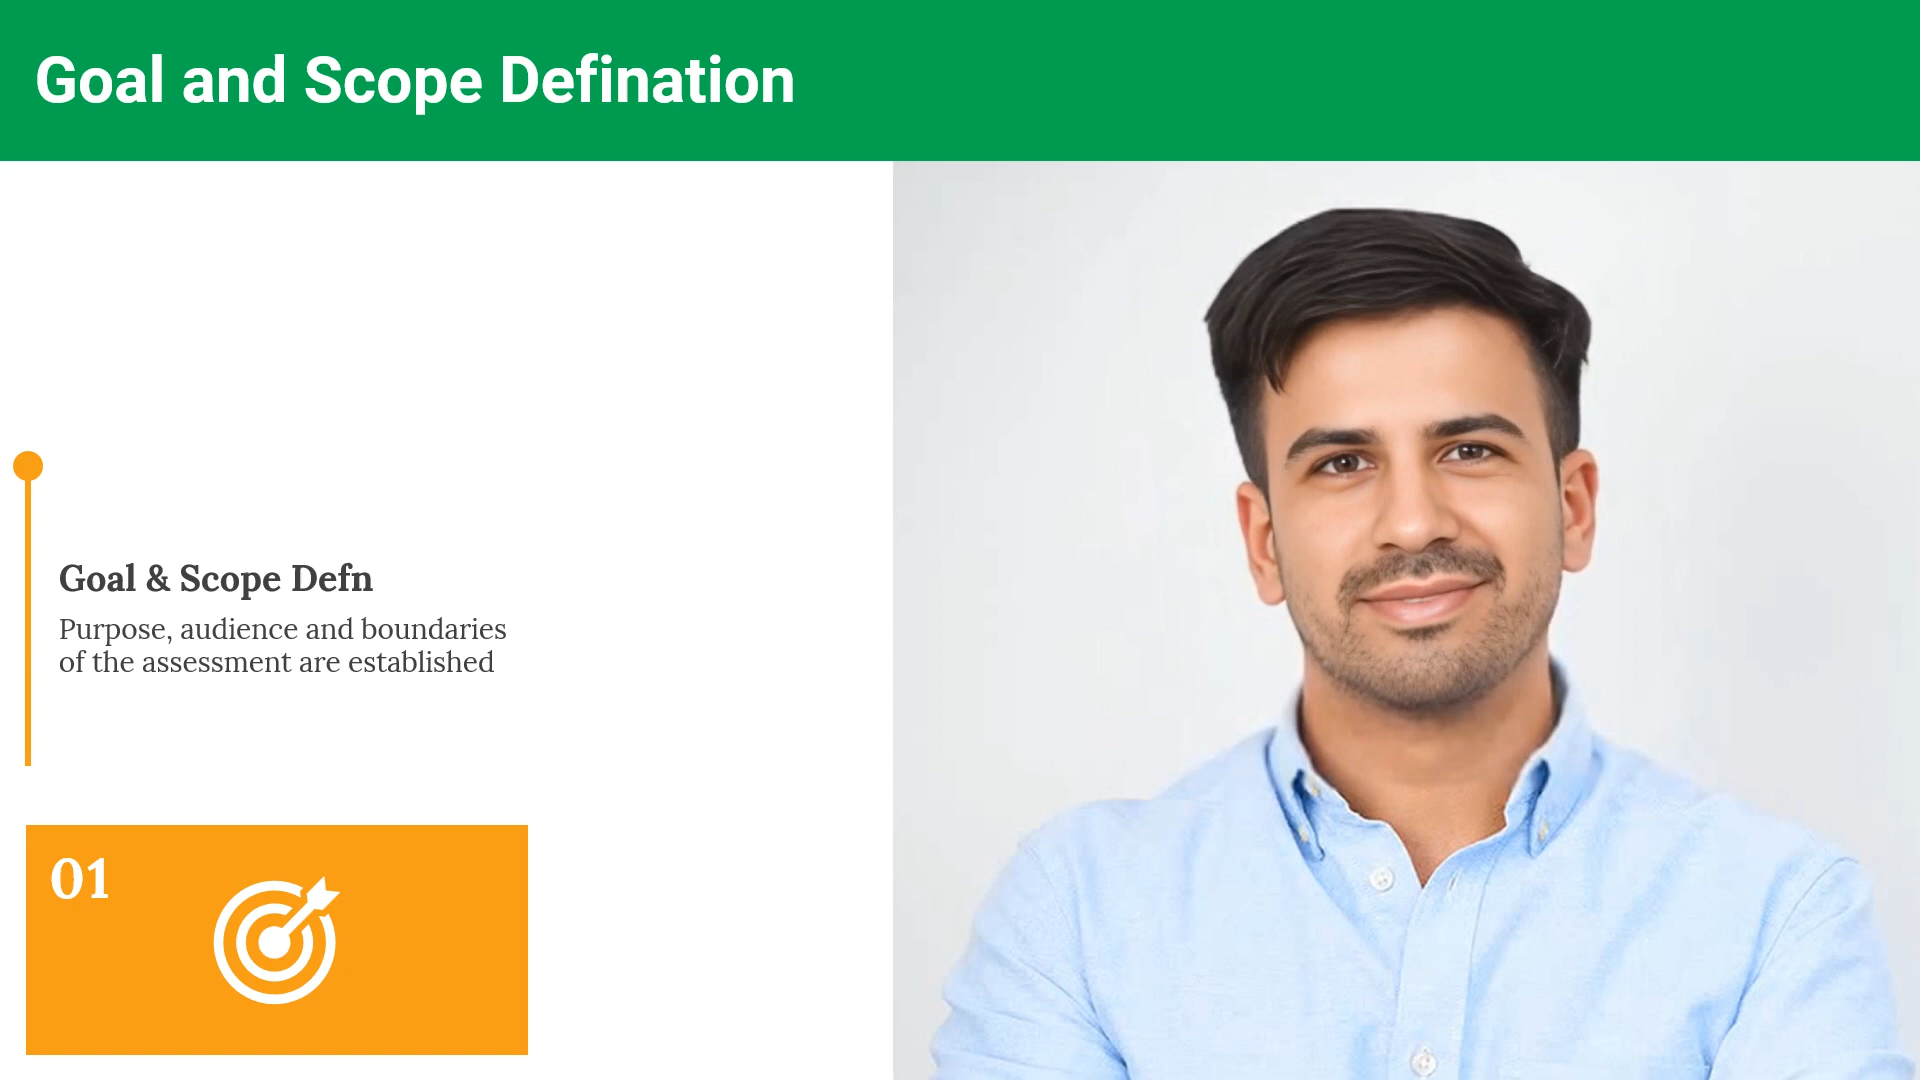 Goal and Scope Defination
Goal & Scope Defn
Purpose, audience and boundaries
of the assessment are established
01